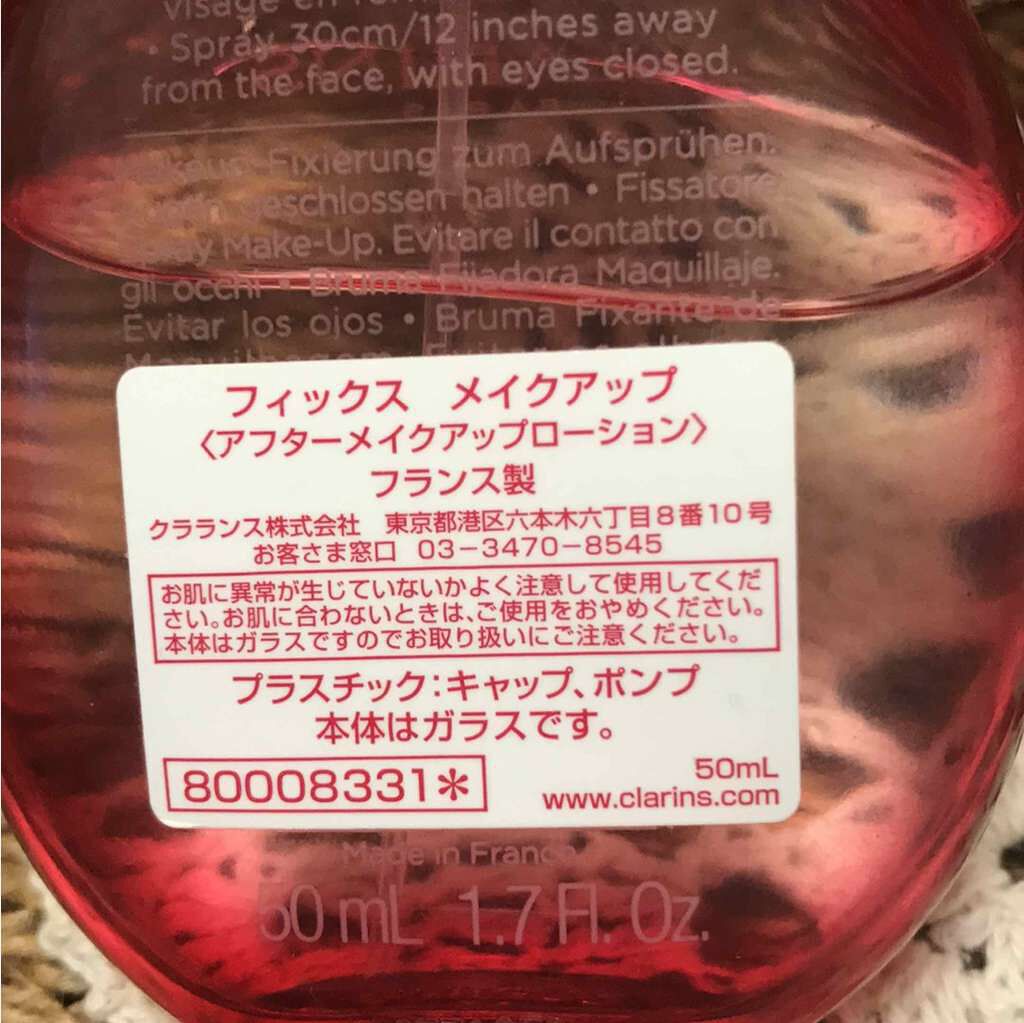 visage en
• Spray 30cm/12 inches away
from the face, with eyes closed.
Fixierung zum Aufsprühen.
geschlossen halten • Fissatore
Make-Up. Evitare il contatto con
gli occhi • Bruma Fijadora Maquillaje.
Evitar los ojos • Bruma Fixante de
フィックス メイクアップ
〈アフターメイクアップローション〉
フランス製
クラランス株式会社 東京都港区六本木六丁目8番10号
お客さま窓口 03-3470-8545
お肌に異常が生じていないかよく注意して使用してくだ
さい。お肌に合わないときは、ご使用をおやめください。
本体はガラスですのでお取り扱いにご注意ください。
プラスチック:キャップ、ポンプ
本体はガラスです。
80008331*
50mL
www.clarins.com
Made in France
50 mL 1.7 Fl. Oz.